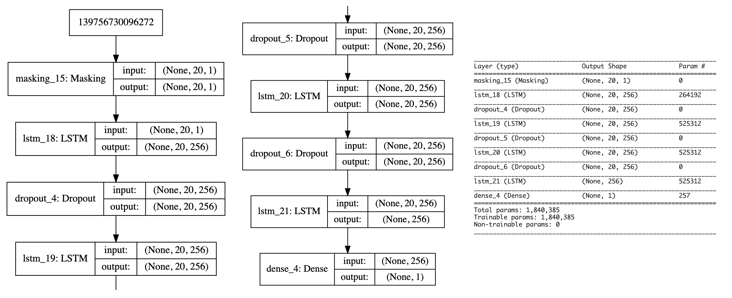 139756730096272
masking_15: Masking
input: (None, 20, 1)
output: (None, 20, 1)
lstm_18: LSTM
input: (None, 20, 1)
output: (None, 20, 256)
dropout_4: Dropout
input: (None, 20, 256)
output: (None, 20, 256)
lstm_19: LSTM
input: (None, 20, 256)
output: (None, 20, 256)
dropout_5: Dropout
input: (None, 20, 256)
output: (None, 20, 256)
lstm_20: LSTM
input: (None, 20, 256)
output: (None, 20, 256)
dropout_6: Dropout
input: (None, 20, 256)
output: (None, 20, 256)
lstm_21: LSTM
input: (None, 20, 256)
output: (None, 256)
dense_4: Dense
input: (None, 256)
output: (None, 1)
Layer (type) Output Shape Param #
masking_15 (Masking) (None, 20, 1) 0
lstm_18 (LSTM) (None, 20, 256) 264192
dropout_4 (Dropout) (None, 20, 256) 0
lstm_19 (LSTM) (None, 20, 256) 525312
dropout_5 (Dropout) (None, 20, 256) 0
lstm_20 (LSTM) (None, 20, 256) 525312
dropout_6 (Dropout) (None, 20, 256) 0
lstm_21 (LSTM) (None, 256) 525312
dense_4 (Dense) (None, 1) 257
Total params: 1,840,385
Trainable params: 1,840,385
Non-trainable params: 0